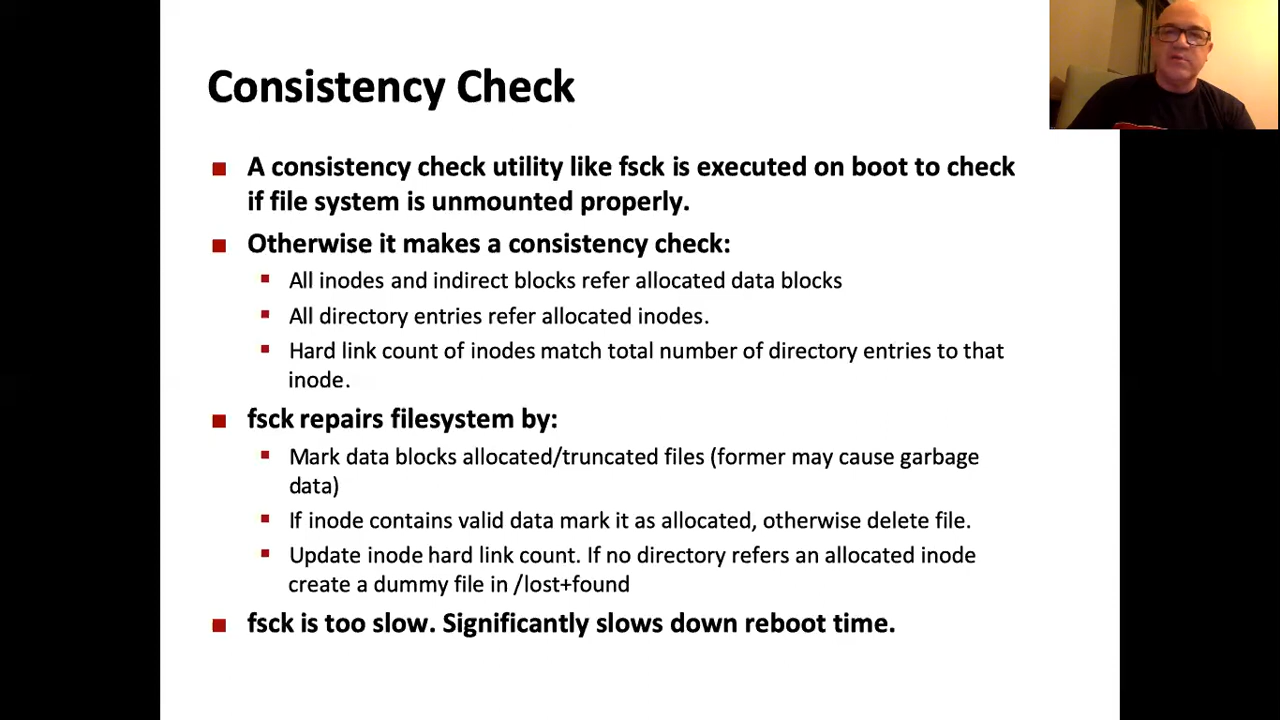 Consistency Check
A consistency check utility like fsck is executed on boot to check
if file system is unmounted properly.
Otherwise it makes a consistency check:
All inodes and indirect blocks refer allocated data blocks
All directory entries refer allocated inodes.
Hard link count of inodes match total number of directory entries to that
inode.
fsck repairs filesystem by:
Mark data blocks allocated/truncated files (former may cause garbage
data)
If inode contains valid data mark it as allocated, otherwise delete file.
Update inode hard link count. If no directory refers an allocated inode
create a dummy file in /lost+found
fsck is too slow. Significantly slows down reboot time.